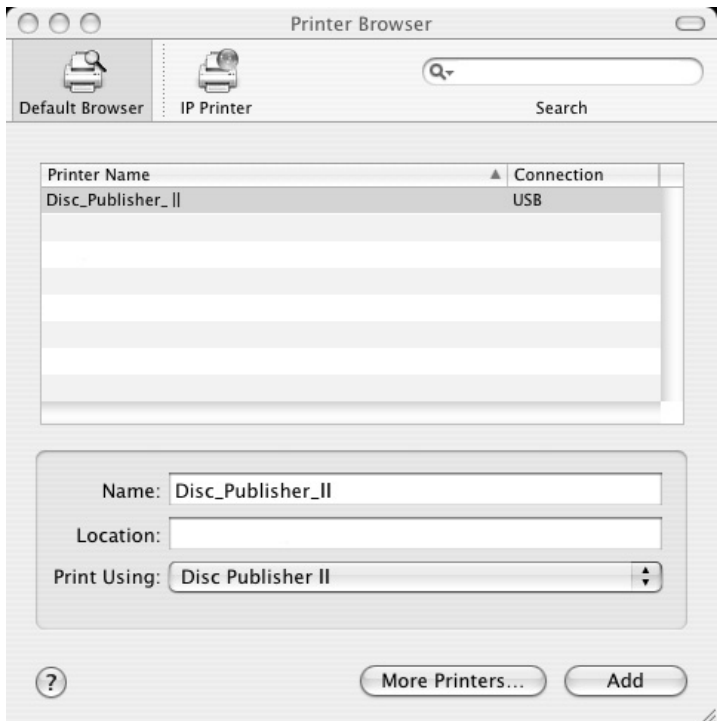 Printer Browser
Default Browser IP Printer Search
Printer Name Connection
Disc_Publisher_ II USB
Name: Disc_Publisher_II
Location:
Print Using: Disc Publisher II
? More Printers... Add